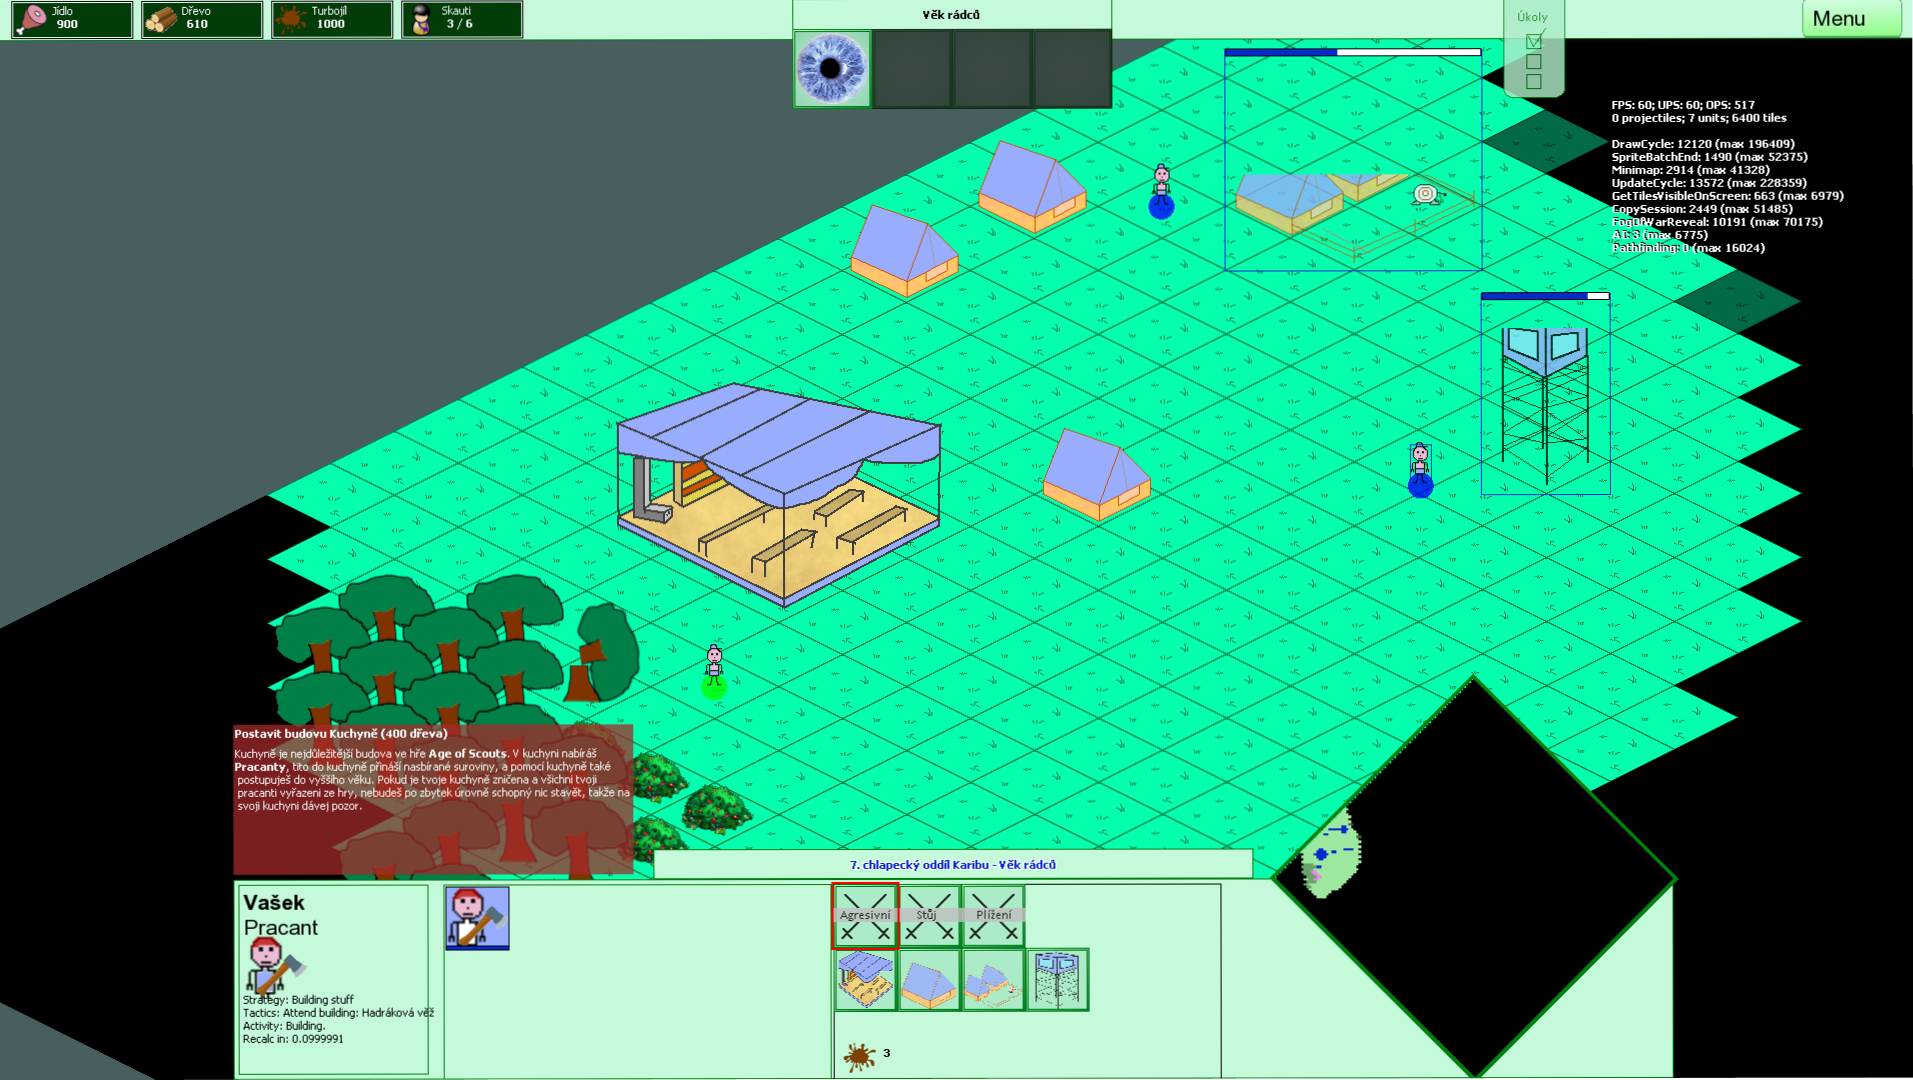 Jídlo
900
Dřevo
610
Turbojíl
1000
Skauti
3 / 6
Věk rádců
Úkoly
Menu
FPS: 60; UPS: 60; OPS: 517
0 projectiles; 7 units; 6400 tiles
DrawCycle: 12120 (max 196409)
SpriteBatchEnd: 1490 (max 52375)
Minimap: 2914 (max 41328)
UpdateCycle: 13572 (max 228359)
GetTilesVisibleOnScreen: 663 (max 6979)
CopySession: 2449 (max 51485)
FogOfWarReveal: 10191 (max 70175)
AI: 3 (max 6775)
Pathfinding: 0 (max 16024)
Postavit budovu Kuchyně (400 dřeva)
Kuchyně je nejdůležitější budova ve hře Age of Scouts. V kuchyni nabíráš
Pracanty, tito do kuchyně přináší nasbírané suroviny, a pomocí kuchyně také
postupuješ do vyššího věku. Pokud je tvoje kuchyně zničena a všichni tvoji
pracanti vyřazeni ze hry, nebudeš po zbytek úrovně schopný nic stavět, takže na
svoji kuchyni dávej pozor.
7. chlapecký oddíl Karibu - Věk rádců
Vašek
Pracant
Strategy: Building stuff
Tactics: Attend building: Hadráková věž
Activity: Building.
Recalc in: 0.0999991
Agresivní
Stůj
Plížení
3